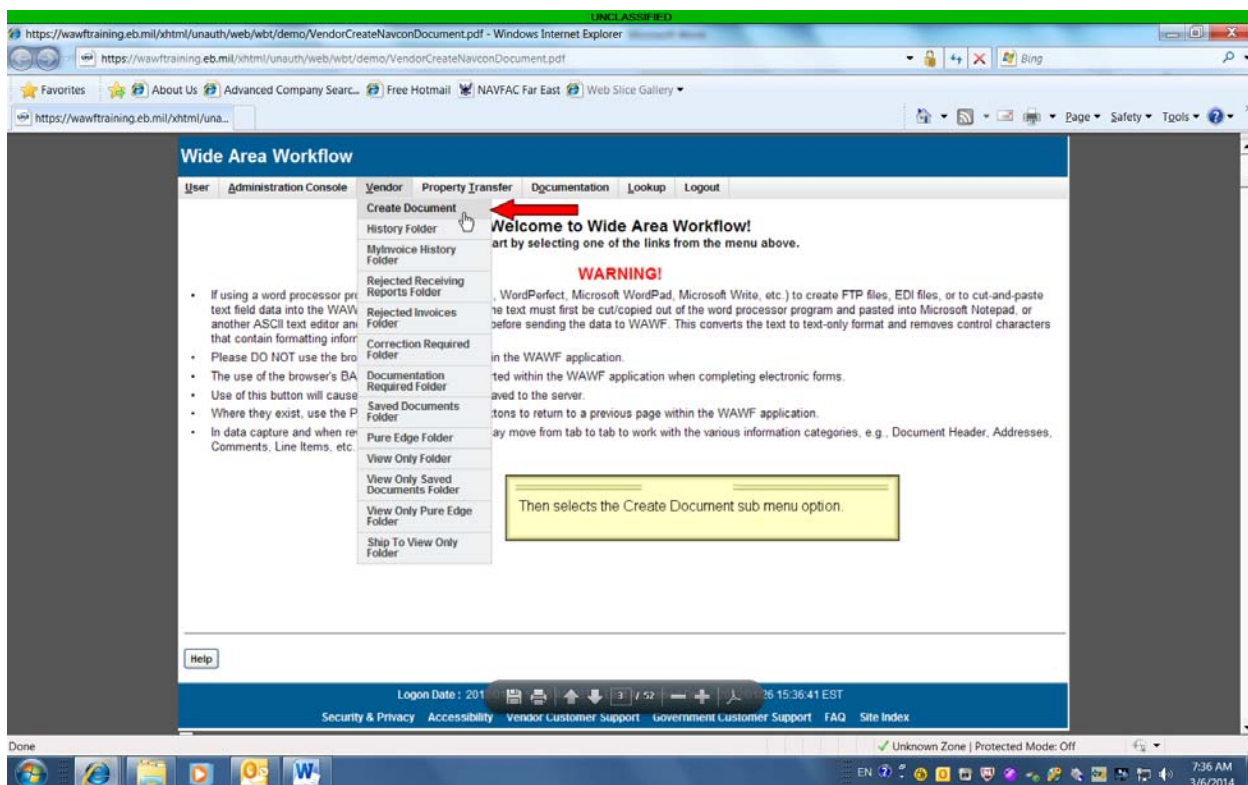 UNCLASSIFIED
https://wawftraining.eb.mil/xhtml/unauth/web/wbt/demo/VendorCreateNavconDocument.pdf - Windows Internet Explorer
https://wawftraining.eb.mil/xhtml/unauth/web/wbt/demo/VendorCreateNavconDocument.pdf
Bing
Favorites About Us Advanced Company Searc... Free Hotmail NAVFAC Far East Web Slice Gallery
https://wawftraining.eb.mil/xhtml/una...
Page Safety Tools
Wide Area Workflow
User Administration Console Vendor Property Transfer Documentation Lookup Logout
Create Document
History Folder
MyInvoice History
Folder
Rejected Receiving
Reports Folder
Rejected Invoices
Folder
Correction Required
Folder
Documentation
Required Folder
Saved Documents
Folder
Pure Edge Folder
View Only Folder
View Only Saved
Documents Folder
View Only Pure Edge
Folder
Ship To View Only
Folder
Welcome to Wide Area Workflow!
art by selecting one of the links from the menu above.
WARNING!
If using a word processor pro , WordPerfect, Microsoft WordPad, Microsoft Write, etc.) to create FTP files, EDI files, or to cut-and-paste
text field data into the WAW he text must first be cut/copied out of the word processor program and pasted into Microsoft Notepad, or
another ASCII text editor an before sending the data to WAWF. This converts the text to text-only format and removes control characters
that contain formatting inform
Please DO NOT use the bro in the WAWF application.
The use of the browser's BA rted within the WAWF application when completing electronic forms.
Use of this button will cause aved to the server.
Where they exist, use the P tons to return to a previous page within the WAWF application.
In data capture and when re ay move from tab to tab to work with the various information categories, e.g., Document Header, Addresses,
Comments, Line Items, etc.
Then selects the Create Document sub menu option.
Help
Logon Date : 201 26 15:36:41 EST
3 / 52
Security & Privacy Accessibility Vendor Customer Support Government Customer Support FAQ Site Index
Done
Unknown Zone | Protected Mode: Off
EN
7:36 AM
3/6/2014